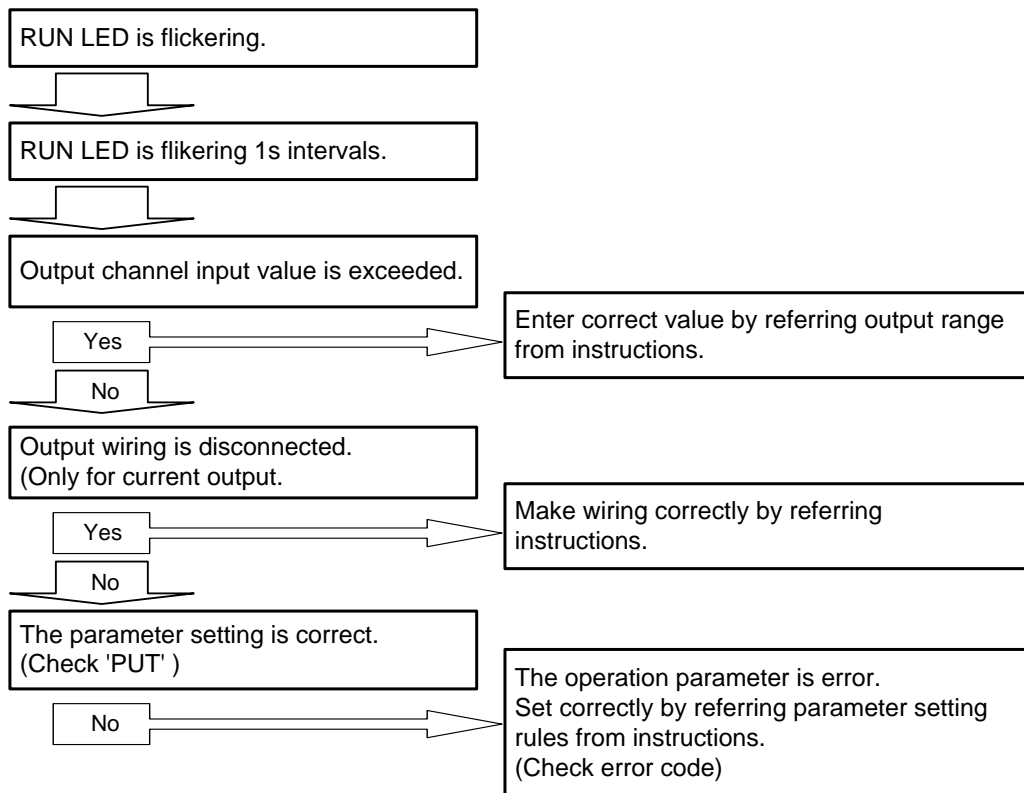 RUN LED is flickering.
RUN LED is flikering 1s intervals.
Output channel input value is exceeded.
Yes
Enter correct value by referring output range
from instructions.
No
Output wiring is disconnected.
(Only for current output.
Yes
Make wiring correctly by referring
instructions.
No
The parameter setting is correct.
(Check 'PUT' )
No
The operation parameter is error.
Set correctly by referring parameter setting
rules from instructions.
(Check error code)